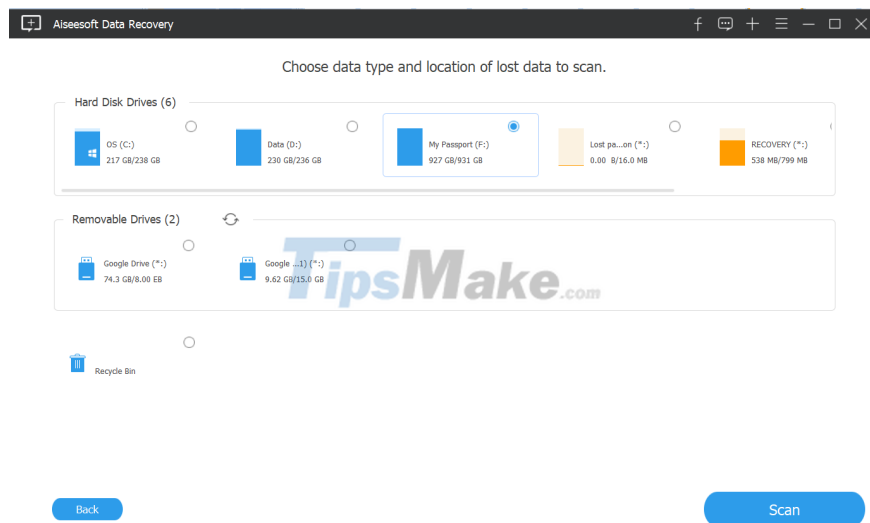 Aiseesoft Data Recovery
Choose data type and location of lost data to scan.
Hard Disk Drives (6)
OS (C:)
217 GB/238 GB
Data (D:)
230 GB/236 GB
My Passport (F:)
927 GB/931 GB
Lost pa...on (*:)
0.00 B/16.0 MB
RECOVERY (*:)
538 MB/799 MB
Removable Drives (2)
Google Drive (*:)
74.3 GB/8.00 EB
Google ...1) (*:)
9.62 GB/15.0 GB
TipsMake.com
Recycle Bin
Back
Scan